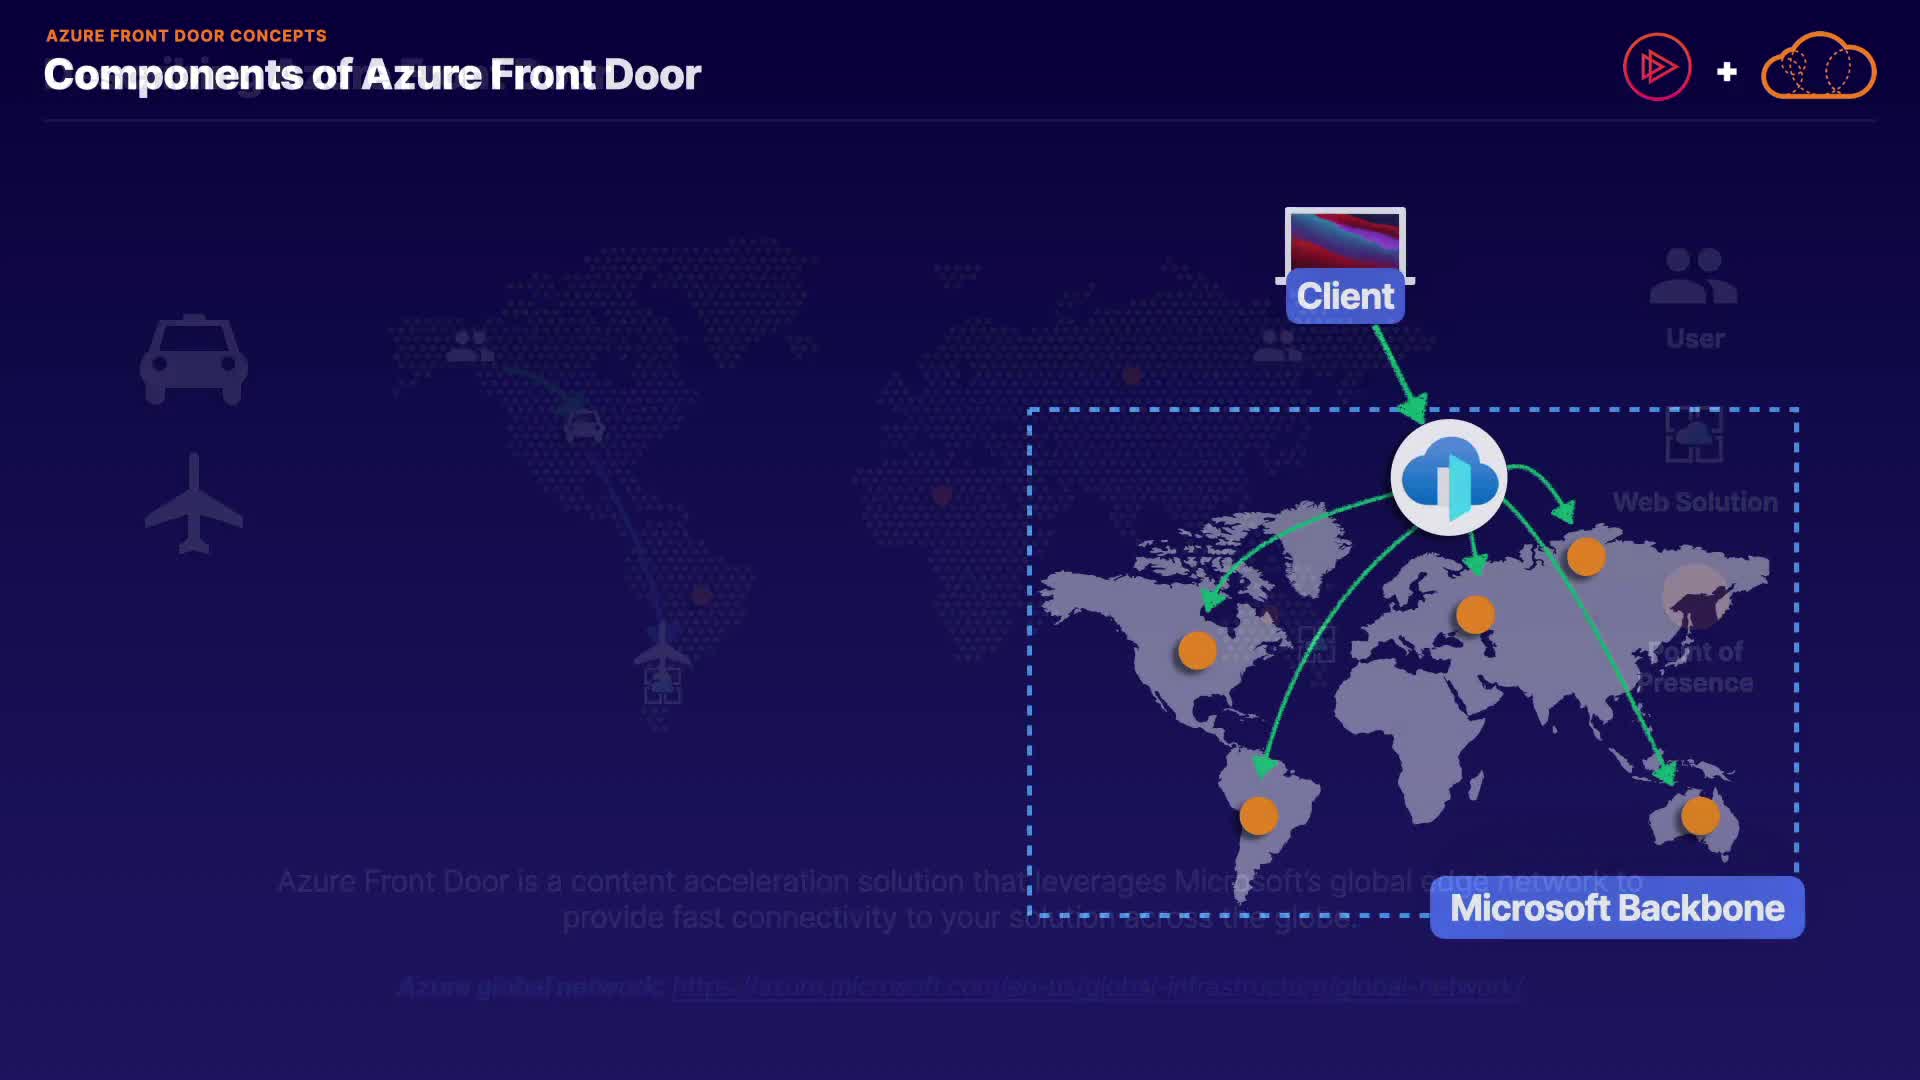 AZURE FRONT DOOR CONCEPTS
Components of Azure Front Door
Client
User
Web Solution
Point of
Presence
Azure Front Door is a content acceleration solution that leverages Microsoft's global edge network to
provide fast connectivity to your solution across the globe.
Microsoft Backbone
Azure global network: https://azure.microsoft.com/en-us/global-infrastructure/global-network/